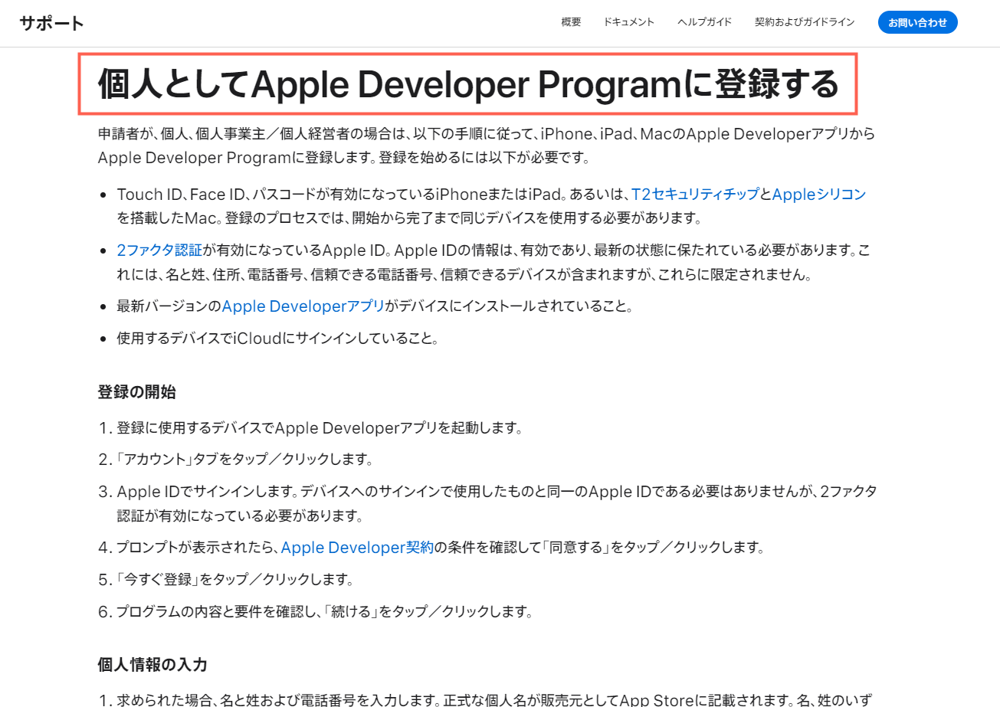 サポート
概要
ドキュメント
ヘルプガイド
契約およびガイドライン
お問い合わせ
個人としてApple Developer Programに登録する
申請者が、個人、個人事業主／個人経営者の場合は、以下の手順に従って、iPhone、iPad、MacのApple Developerアプリから
Apple Developer Programに登録します。登録を始めるには以下が必要です。
• Touch ID、Face ID、パスコードが有効になっているiPhoneまたはiPad。あるいは、T2セキュリティチップとAppleシリコン
を搭載したMac。登録のプロセスでは、開始から完了まで同じデバイスを使用する必要があります。
• 2ファクタ認証が有効になっているApple ID。Apple IDの情報は、有効であり、最新の状態に保たれている必要があります。こ
れには、名と姓、住所、電話番号、信頼できる電話番号、信頼できるデバイスが含まれますが、これらに限定されません。
• 最新バージョンのApple Developerアプリがデバイスにインストールされていること。
• 使用するデバイスでiCloudにサインインしていること。
登録の開始
1. 登録に使用するデバイスでApple Developerアプリを起動します。
2. 「アカウント」タブをタップ／クリックします。
3. Apple IDでサインインします。デバイスへのサインインで使用したものと同一のApple IDである必要はありませんが、2ファクタ
認証が有効になっている必要があります。
4. プロンプトが表示されたら、Apple Developer契約の条件を確認して「同意する」をタップ／クリックします。
5. 「今すぐ登録」をタップ／クリックします。
6. プログラムの内容と要件を確認し、「続ける」をタップ／クリックします。
個人情報の入力
1. 求められた場合、名と姓および電話番号を入力します。正式な個人名が販売元としてApp Storeに記載されます。名、姓のいず